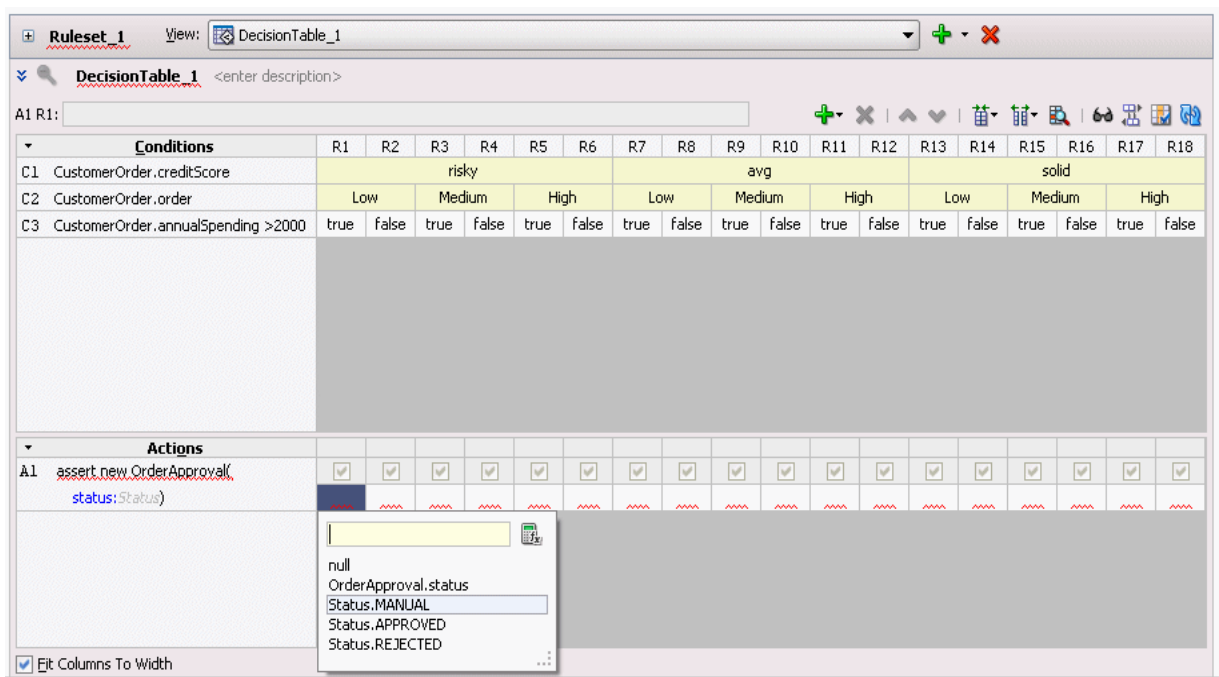 Ruleset_1 View: DecisionTable_1
DecisionTable_1 <enter description>
A1 R1:
Conditions R1 R2 R3 R4 R5 R6 R7 R8 R9 R10 R11 R12 R13 R14 R15 R16 R17 R18
C1 CustomerOrder.creditScore risky avg solid
C2 CustomerOrder.order Low Medium High Low Medium High Low Medium High
C3 CustomerOrder.annualSpending >2000 true false true false true false true false true false true false true false true false true false
Actions
A1 assert new OrderApproval(
status:Status)
null
OrderApproval.status
Status.MANUAL
Status.APPROVED
Status.REJECTED
Fit Columns To Width